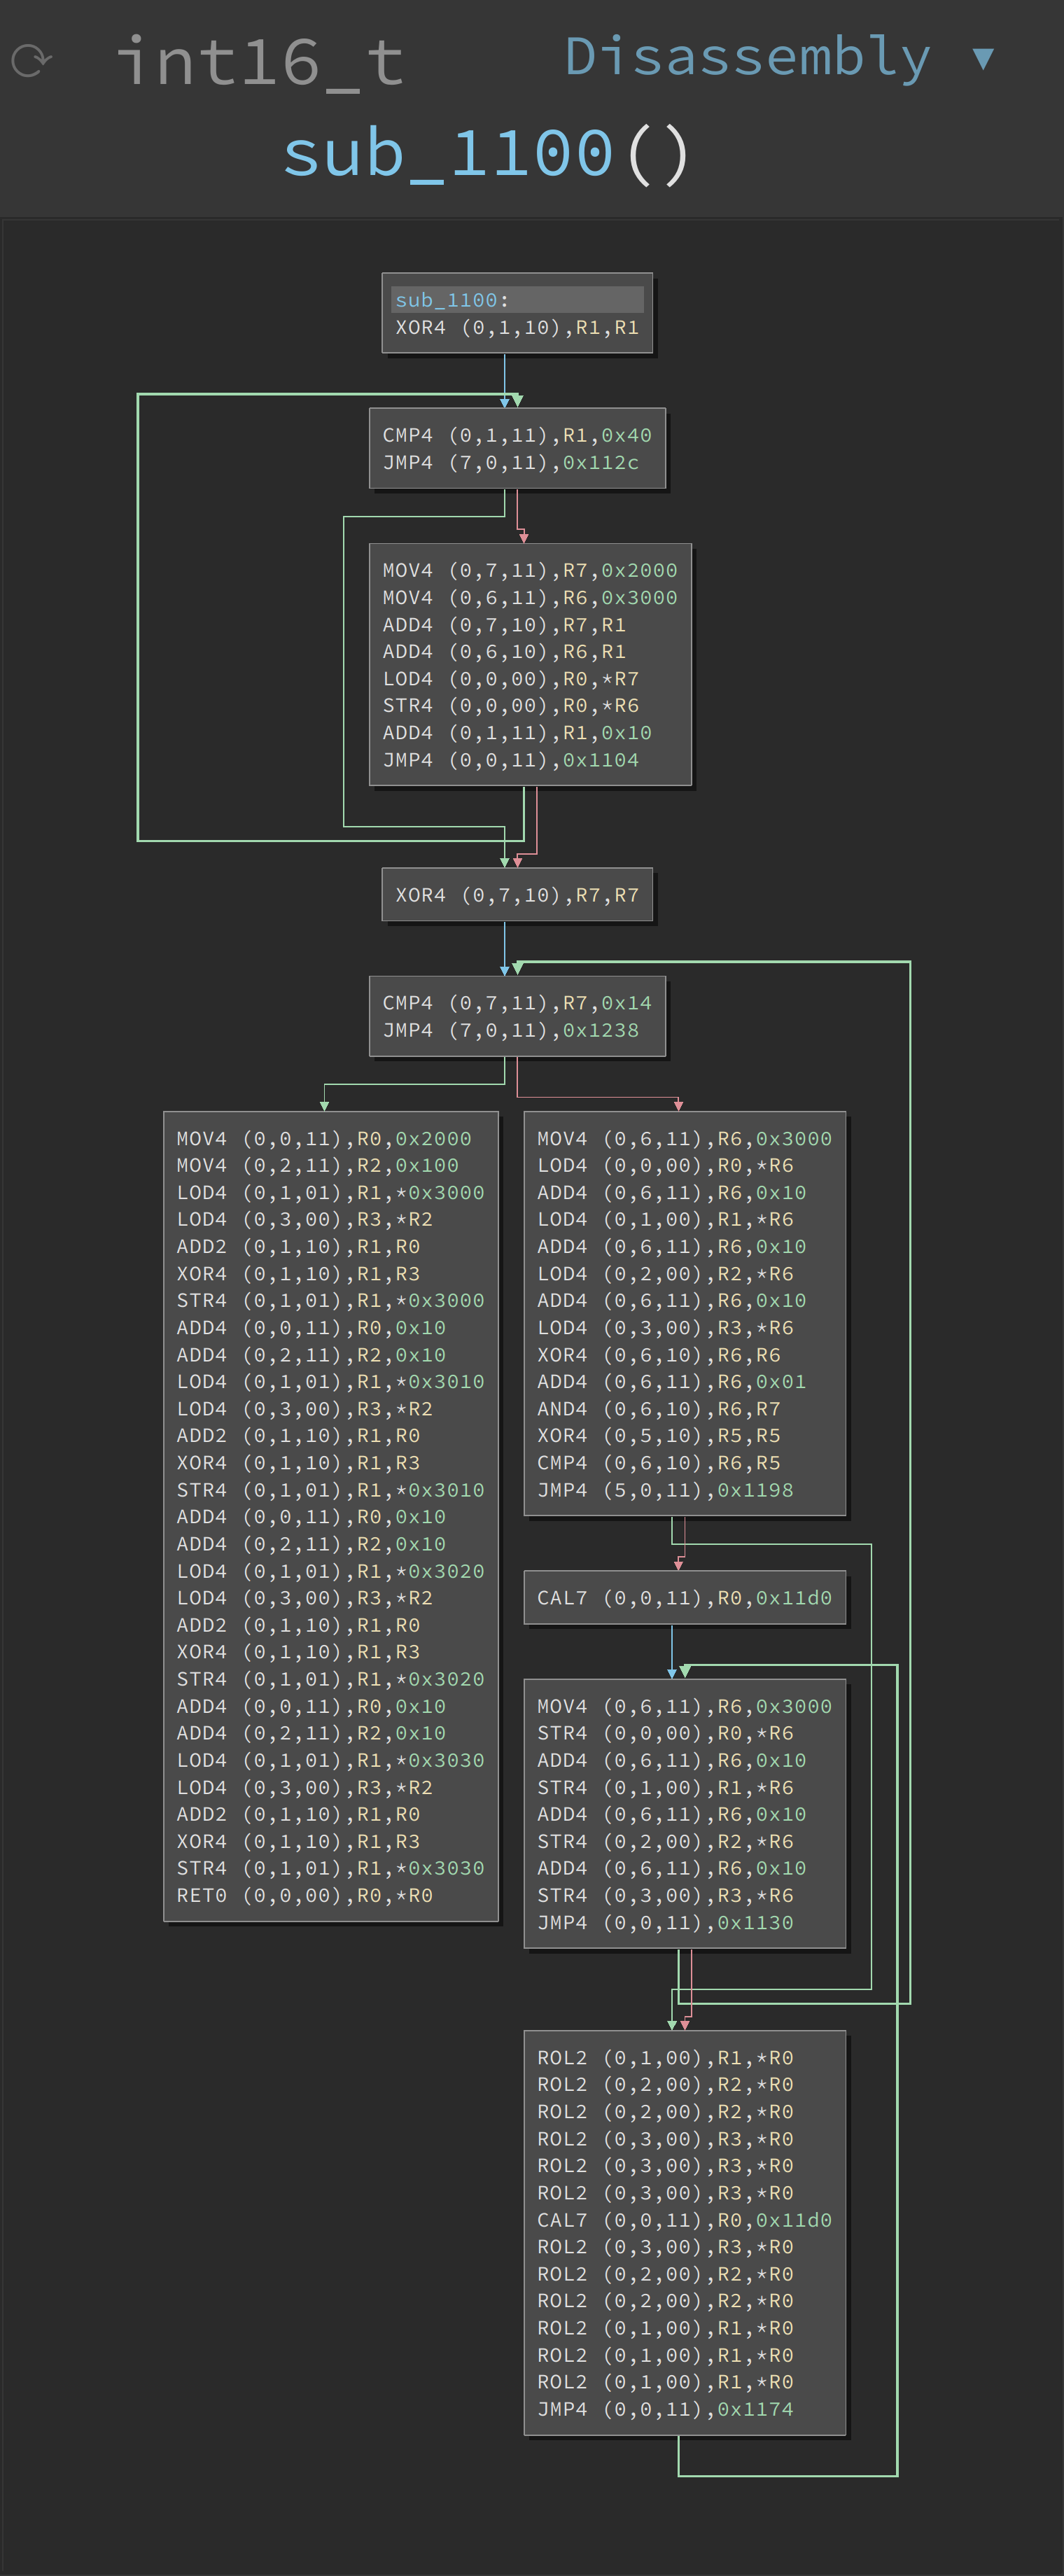 int16_t
Disassembly ▼
sub_1100()
sub_1100:
XOR4 (0,1,10),R1,R1
CMP4 (0,1,11),R1,0x40
JMP4 (7,0,11),0x112c
MOV4 (0,7,11),R7,0x2000
MOV4 (0,6,11),R6,0x3000
ADD4 (0,7,10),R7,R1
ADD4 (0,6,10),R6,R1
LOD4 (0,0,00),R0,*R7
STR4 (0,0,00),R0,*R6
ADD4 (0,1,11),R1,0x10
JMP4 (0,0,11),0x1104
XOR4 (0,7,10),R7,R7
CMP4 (0,7,11),R7,0x14
JMP4 (7,0,11),0x1238
MOV4 (0,0,11),R0,0x2000
MOV4 (0,2,11),R2,0x100
LOD4 (0,1,01),R1,*0x3000
LOD4 (0,3,00),R3,*R2
ADD2 (0,1,10),R1,R0
XOR4 (0,1,10),R1,R3
STR4 (0,1,01),R1,*0x3000
ADD4 (0,0,11),R0,0x10
ADD4 (0,2,11),R2,0x10
LOD4 (0,1,01),R1,*0x3010
LOD4 (0,3,00),R3,*R2
ADD2 (0,1,10),R1,R0
XOR4 (0,1,10),R1,R3
STR4 (0,1,01),R1,*0x3010
ADD4 (0,0,11),R0,0x10
ADD4 (0,2,11),R2,0x10
LOD4 (0,1,01),R1,*0x3020
LOD4 (0,3,00),R3,*R2
ADD2 (0,1,10),R1,R0
XOR4 (0,1,10),R1,R3
STR4 (0,1,01),R1,*0x3020
ADD4 (0,0,11),R0,0x10
ADD4 (0,2,11),R2,0x10
LOD4 (0,1,01),R1,*0x3030
LOD4 (0,3,00),R3,*R2
ADD2 (0,1,10),R1,R0
XOR4 (0,1,10),R1,R3
STR4 (0,1,01),R1,*0x3030
RET0 (0,0,00),R0,*R0
MOV4 (0,6,11),R6,0x3000
LOD4 (0,0,00),R0,*R6
ADD4 (0,6,11),R6,0x10
LOD4 (0,1,00),R1,*R6
ADD4 (0,6,11),R6,0x10
LOD4 (0,2,00),R2,*R6
ADD4 (0,6,11),R6,0x10
LOD4 (0,3,00),R3,*R6
XOR4 (0,6,10),R6,R6
ADD4 (0,6,11),R6,0x01
AND4 (0,6,10),R6,R7
XOR4 (0,5,10),R5,R5
CMP4 (0,6,10),R6,R5
JMP4 (5,0,11),0x1198
CAL7 (0,0,11),R0,0x11d0
MOV4 (0,6,11),R6,0x3000
STR4 (0,0,00),R0,*R6
ADD4 (0,6,11),R6,0x10
STR4 (0,1,00),R1,*R6
ADD4 (0,6,11),R6,0x10
STR4 (0,2,00),R2,*R6
ADD4 (0,6,11),R6,0x10
STR4 (0,3,00),R3,*R6
JMP4 (0,0,11),0x1130
ROL2 (0,1,00),R1,*R0
ROL2 (0,2,00),R2,*R0
ROL2 (0,2,00),R2,*R0
ROL2 (0,3,00),R3,*R0
ROL2 (0,3,00),R3,*R0
ROL2 (0,3,00),R3,*R0
CAL7 (0,0,11),R0,0x11d0
ROL2 (0,3,00),R3,*R0
ROL2 (0,2,00),R2,*R0
ROL2 (0,2,00),R2,*R0
ROL2 (0,1,00),R1,*R0
ROL2 (0,1,00),R1,*R0
ROL2 (0,1,00),R1,*R0
JMP4 (0,0,11),0x1174